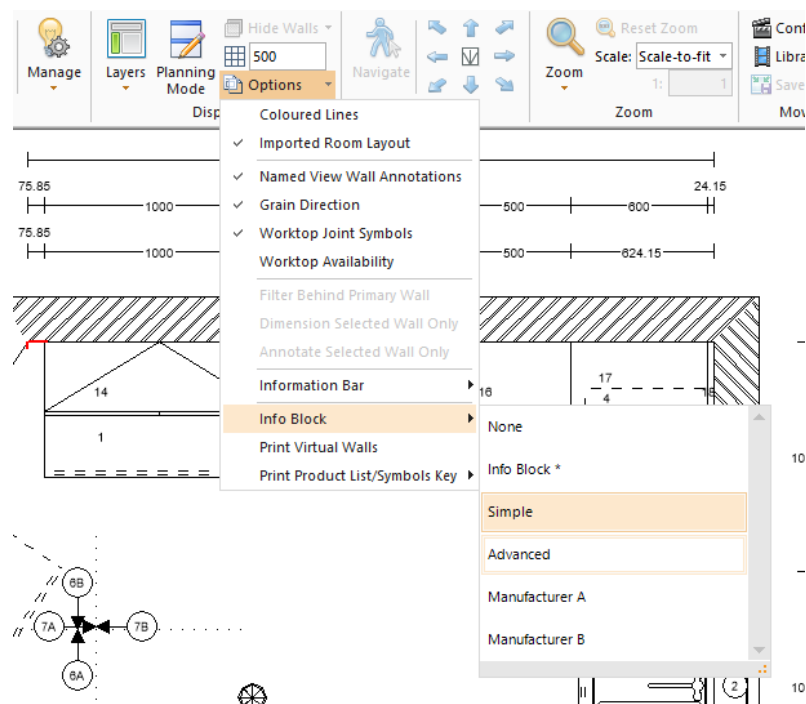 Manage
Layers
Planning
Mode
Hide Walls
500
Options
Navigate
Zoom
Reset Zoom
Scale: Scale-to-fit
1: 1
Zoom
Save
Coloured Lines
Imported Room Layout
Named View Wall Annotations
Grain Direction
Worktop Joint Symbols
Worktop Availability
Filter Behind Primary Wall
Dimension Selected Wall Only
Annotate Selected Wall Only
Information Bar
Info Block
Print Virtual Walls
Print Product List/Symbols Key
None
Info Block *
Simple
Advanced
Manufacturer A
Manufacturer B
75.85
1000
500
600
24.15
75.85
1000
500
624.15
14
1
16
17
4
6B
7A
7B
6A
2